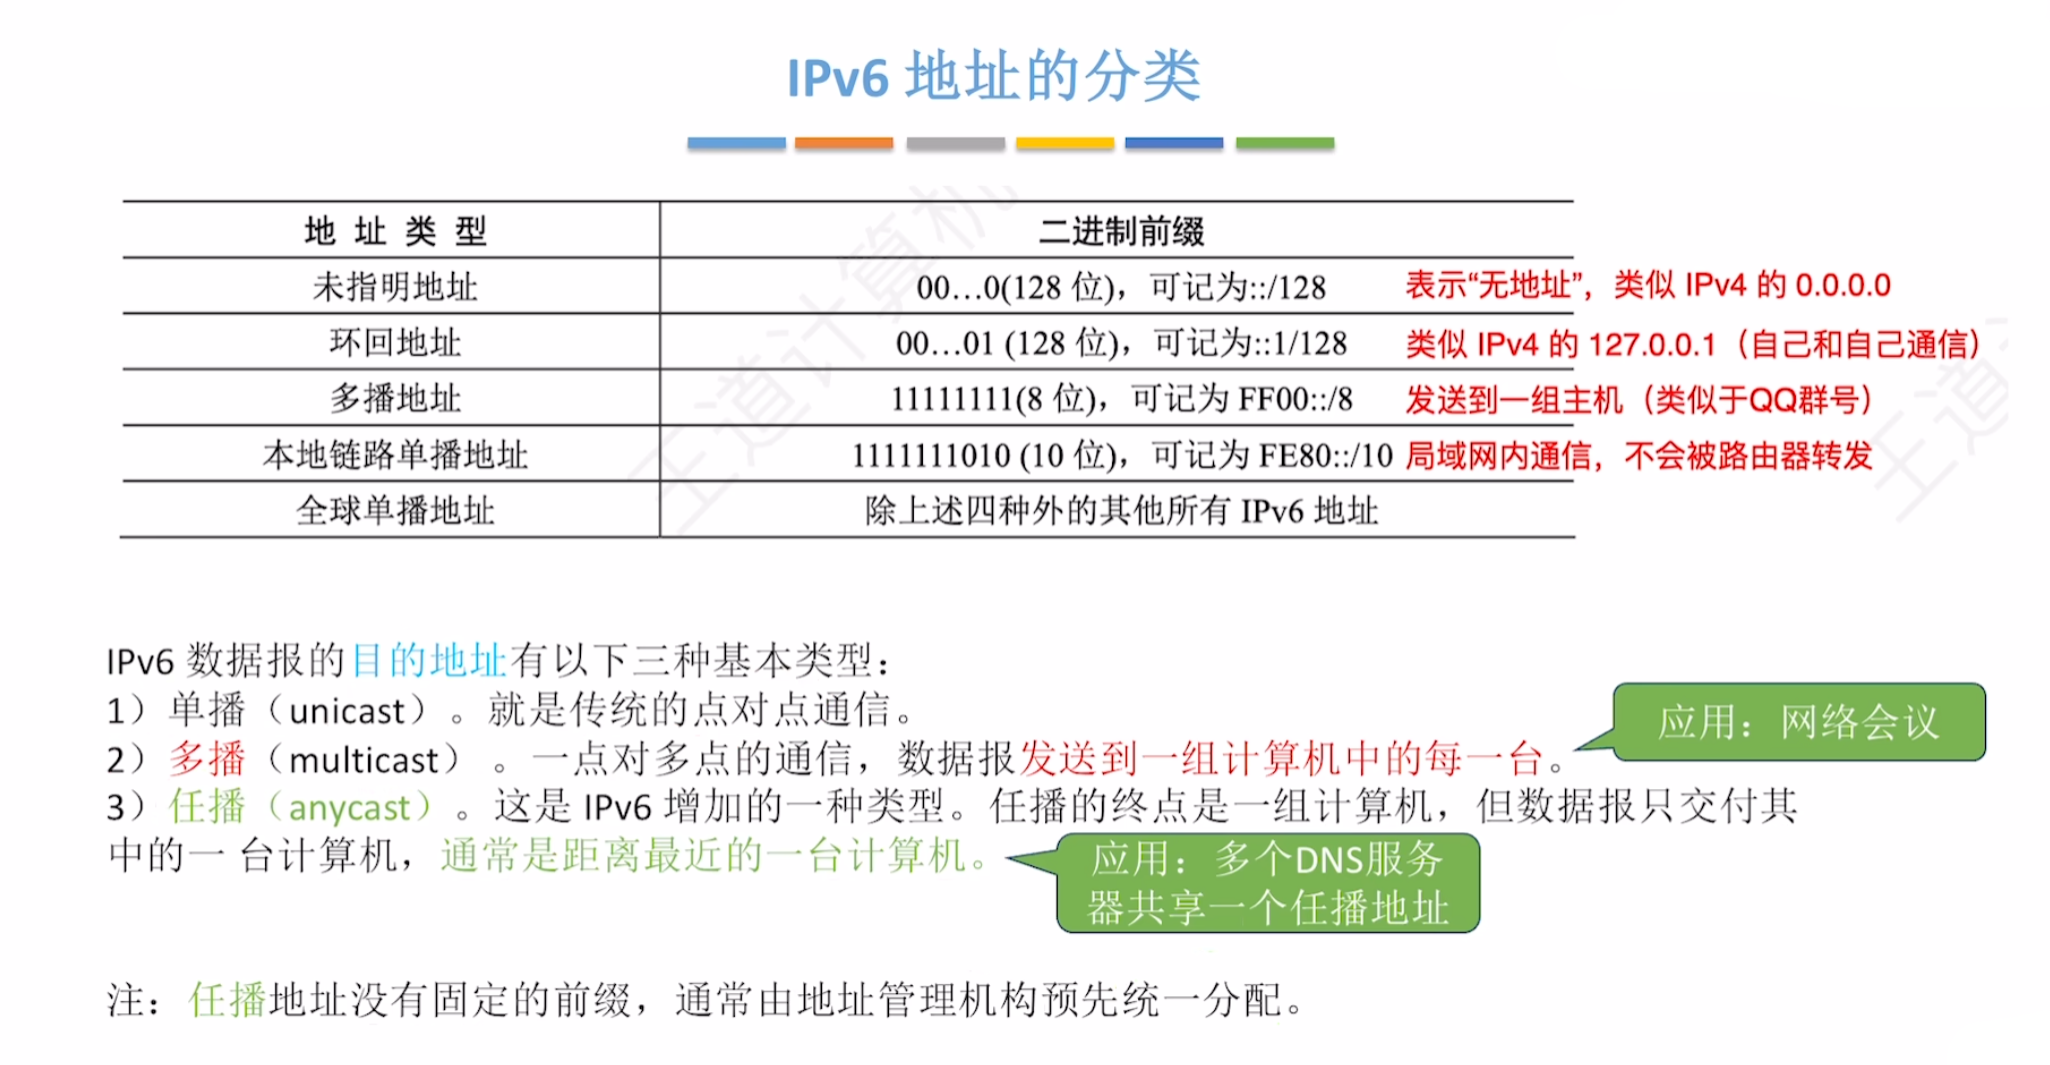 IPv6 地址的分类
地 址 类 型 二进制前缀
未指明地址 00…0(128 位)，可记为::/128 表示“无地址”，类似 IPv4 的 0.0.0.0
环回地址 00…01 (128 位)，可记为::1/128 类似 IPv4 的 127.0.0.1（自己和自己通信）
多播地址 11111111(8 位)，可记为 FF00::/8 发送到一组主机（类似于QQ群号）
本地链路单播地址 1111111010 (10 位)，可记为 FE80::/10 局域网内通信，不会被路由器转发
全球单播地址 除上述四种外的其他所有 IPv6 地址
王道计算机
王道
IPv6 数据报的目的地址有以下三种基本类型：
1）单播（unicast）。就是传统的点对点通信。
应用：网络会议
2）多播（multicast） 。一点对多点的通信，数据报发送到一组计算机中的每一台。
3）任播（anycast）。这是 IPv6 增加的一种类型。任播的终点是一组计算机，但数据报只交付其
中的一 台计算机，通常是距离最近的一台计算机。
应用：多个DNS服务
器共享一个任播地址
注：任播地址没有固定的前缀，通常由地址管理机构预先统一分配。